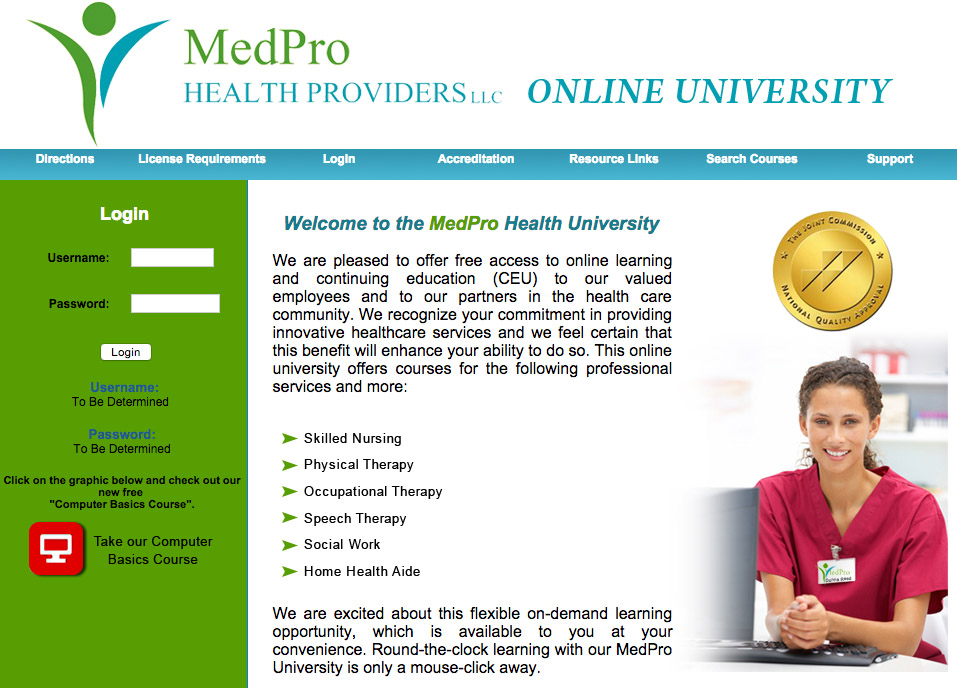 MedPro
HEALTH PROVIDERS LLC ONLINE UNIVERSITY
Directions License Requirements Login Accreditation Resource Links Search Courses Support
Login
Username:
Password:
Login
Username:
To Be Determined
Password:
To Be Determined
Click on the graphic below and check out our
new free
"Computer Basics Course".
Take our Computer
Basics Course
Welcome to the MedPro Health University
We are pleased to offer free access to online learning
and continuing education (CEU) to our valued
employees and to our partners in the health care
community. We recognize your commitment in providing
innovative healthcare services and we feel certain that
this benefit will enhance your ability to do so. This online
university offers courses for the following professional
services and more:
Skilled Nursing
Physical Therapy
Occupational Therapy
Speech Therapy
Social Work
Home Health Aide
We are excited about this flexible on-demand learning
opportunity, which is available to you at your
convenience. Round-the-clock learning with our MedPro
University is only a mouse-click away.
THE JOINT COMMISSION
NATIONAL QUALITY APPROVAL
MedPro